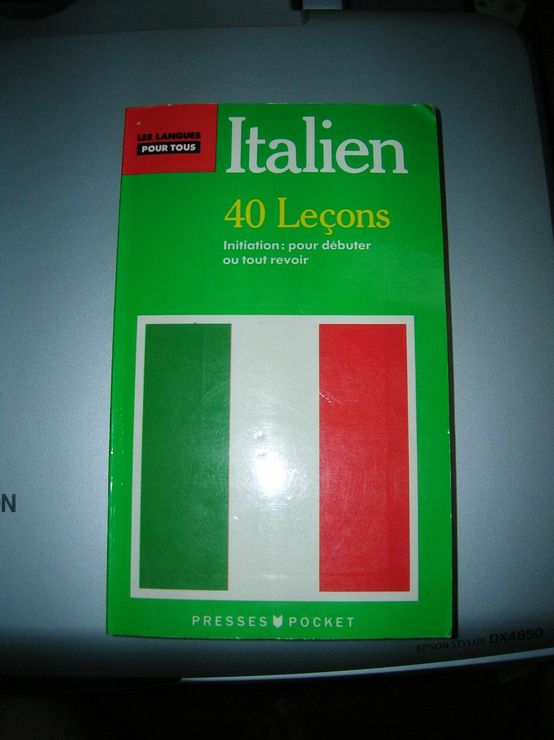 LES LANGUES
POUR TOUS
Italien
40 Leçons
Initiation : pour débuter
ou tout revoir
PRESSES POCKET
N
EPSON STYLUS DX4850